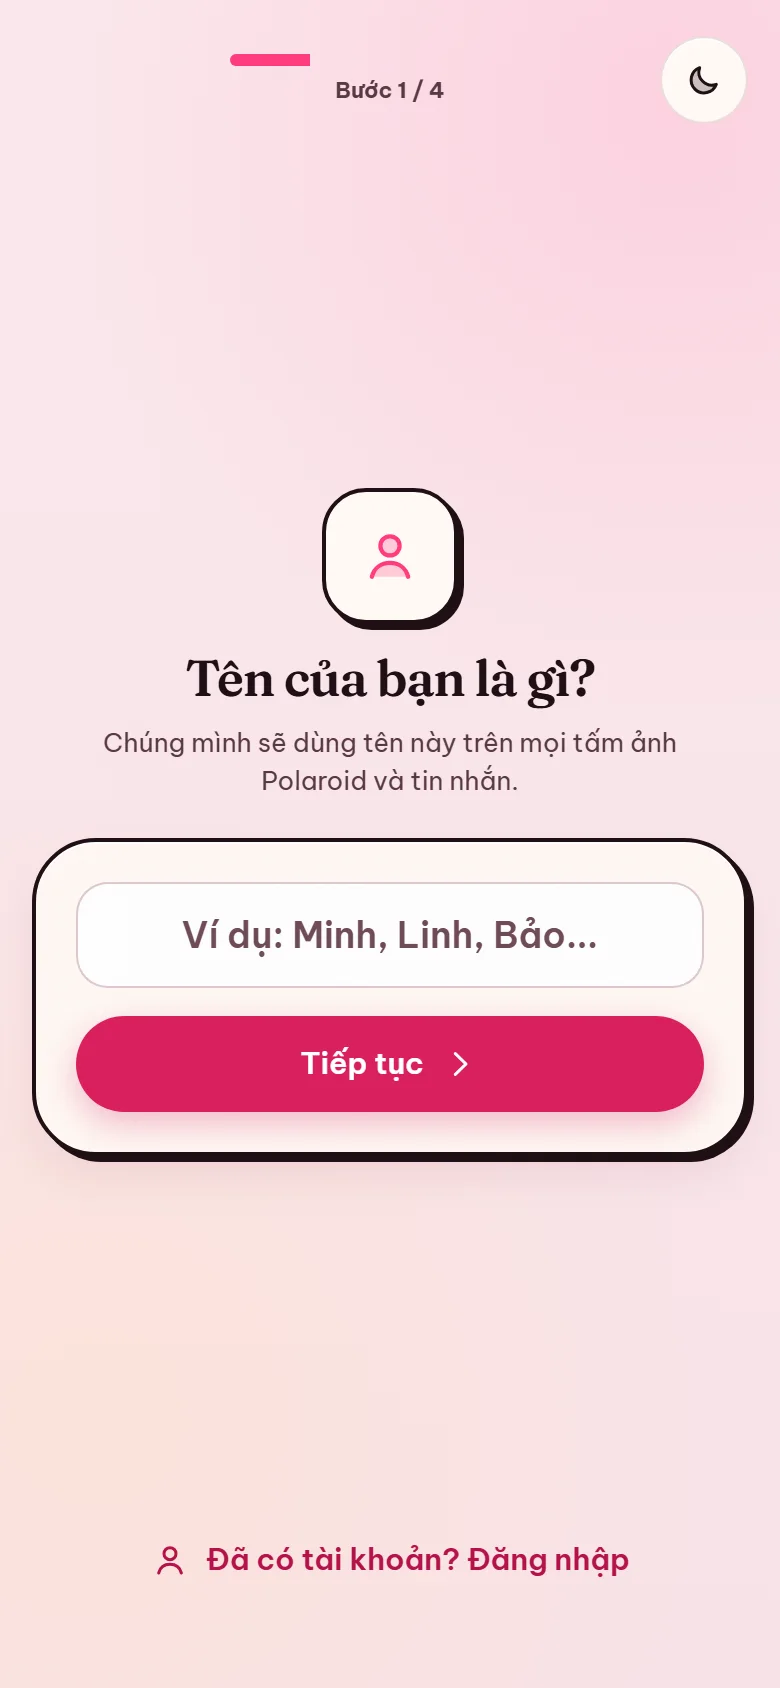 Bước 1 / 4
Tên của bạn là gì?
Chúng mình sẽ dùng tên này trên mọi tấm ảnh
Polaroid và tin nhắn.
Ví dụ: Minh, Linh, Bảo...
Tiếp tục
Đã có tài khoản? Đăng nhập